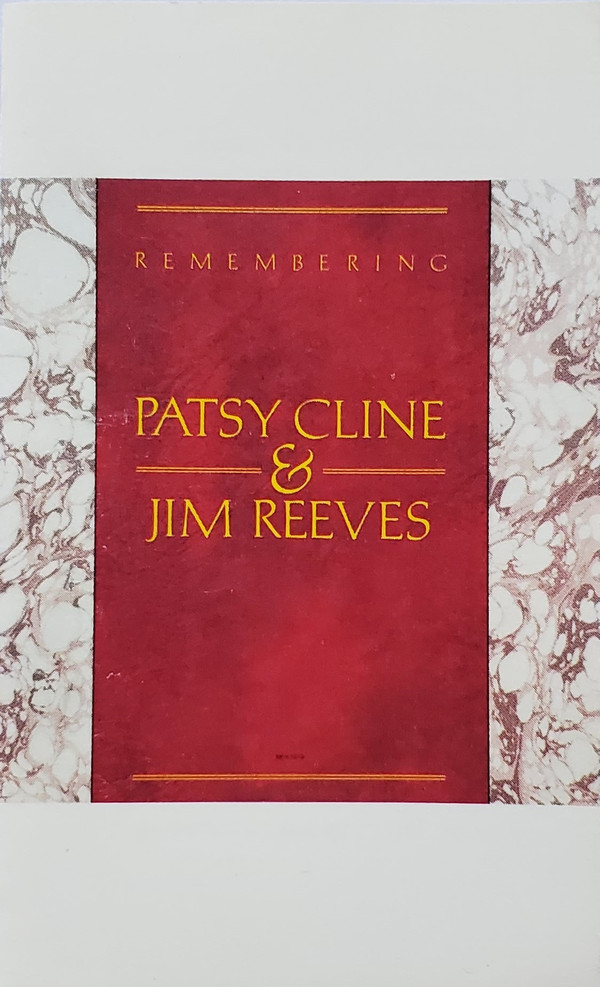 REMEMBERING
PATSY CLINE
&
JIM REEVES